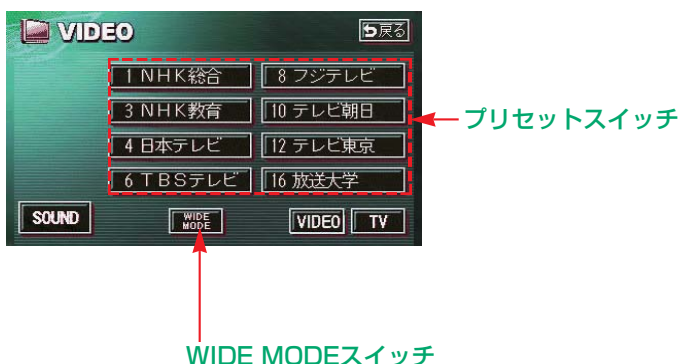 VIDEO
戻る
1 NHK総合
8 フジテレビ
3 NHK教育
10 テレビ朝日
プリセットスイッチ
4 日本テレビ
12 テレビ東京
6 TBSテレビ
16 放送大学
SOUND
WIDE
MODE
VIDEO
TV
WIDE MODEスイッチ